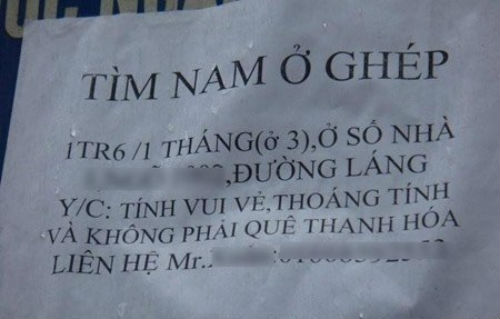 TÌM NAM Ở GHÉP
1TR6 /1 THÁNG(ở 3),Ở SỐ NHÀ
,ĐƯỜNG LÁNG
Y/C: TÍNH VUI VẺ,THOÁNG TÍNH
VÀ KHÔNG PHẢI QUÊ THANH HÓA
LIÊN HỆ Mr.